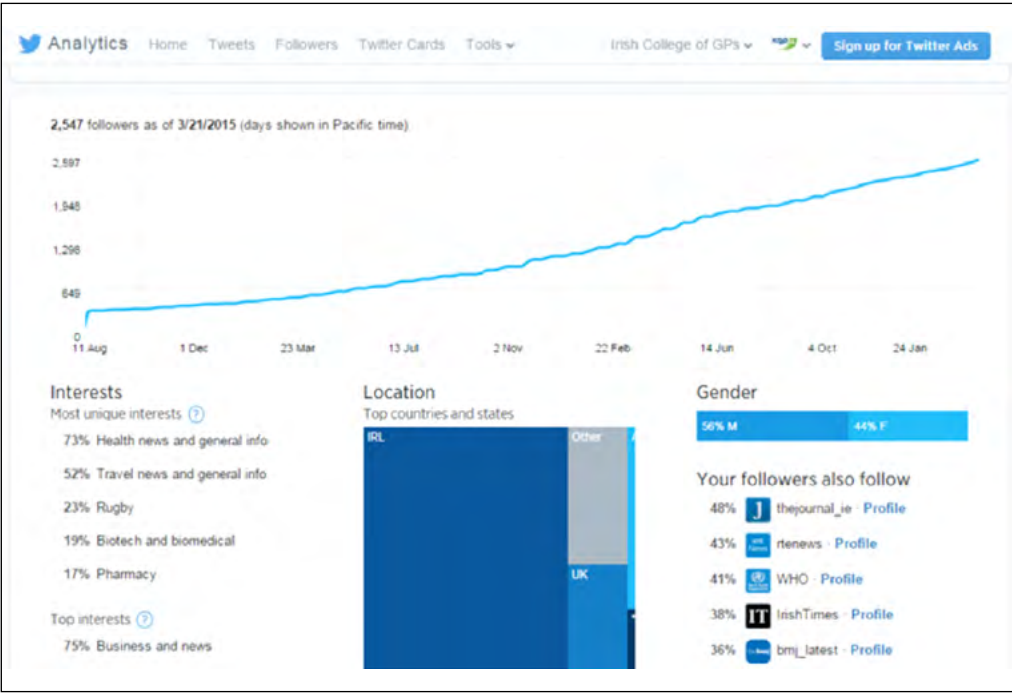 Analytics Home Tweets Followers Twitter Cards Tools Irish College of GPs Sign up for Twitter Ads
2,547 followers as of 3/21/2015 (days shown in Pacific time)
2,597
1,948
1,298
649
0
11 Aug 1 Dec 23 Mar 13 Jul 2 Nov 22 Feb 14 Jun 4 Oct 24 Jan
Interests
Most unique interests ?
73% Health news and general info
52% Travel news and general info
23% Rugby
19% Biotech and biomedical
17% Pharmacy
Top interests ?
75% Business and news
Location
Top countries and states
IRL
Other
UK
Gender
56% M 44% F
Your followers also follow
48% J thejournal_ie · Profile
43% rtenews · Profile
41% WHO · Profile
38% IT IrishTimes · Profile
36% bmj_latest · Profile